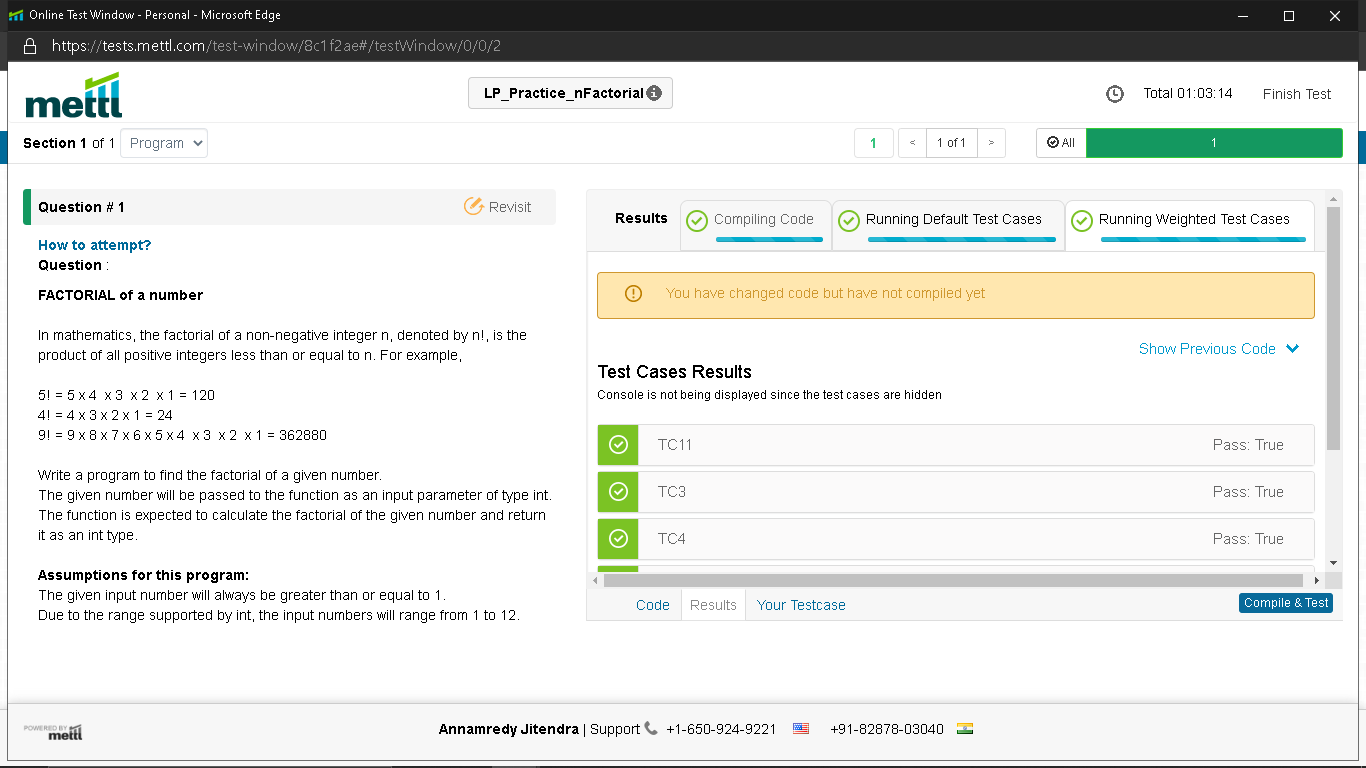 Online Test Window - Personal - Microsoft Edge
https://tests.mettl.com/test-window/8c1f2ae#/testWindow/0/0/2
mettl
LP_Practice_nFactorial
Total 01:03:14
Finish Test
Section 1 of 1
Program
1
<
1 of 1
>
All
1
Question # 1
Revisit
How to attempt?
Question :
FACTORIAL of a number
In mathematics, the factorial of a non-negative integer n, denoted by n!, is the
product of all positive integers less than or equal to n. For example,
5! = 5 x 4 x 3 x 2 x 1 = 120
4! = 4 x 3 x 2 x 1 = 24
9! = 9 x 8 x 7 x 6 x 5 x 4 x 3 x 2 x 1 = 362880
Write a program to find the factorial of a given number.
The given number will be passed to the function as an input parameter of type int.
The function is expected to calculate the factorial of the given number and return
it as an int type.
Assumptions for this program:
The given input number will always be greater than or equal to 1.
Due to the range supported by int, the input numbers will range from 1 to 12.
Results
Compiling Code
Running Default Test Cases
Running Weighted Test Cases
You have changed code but have not compiled yet
Show Previous Code
Test Cases Results
Console is not being displayed since the test cases are hidden
TC11 Pass: True
TC3 Pass: True
TC4 Pass: True
Code
Results
Your Testcase
Compile & Test
POWERED BY
mettl
Annamredy Jitendra | Support +1-650-924-9221 +91-82878-03040